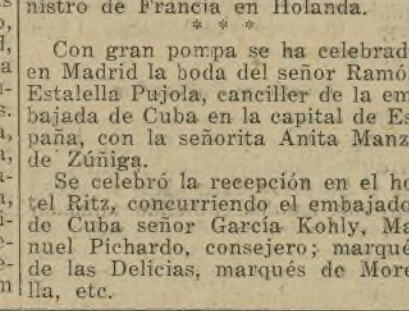 nistro de Francia en Holanda.
* * *
Con gran pompa se ha celebrad
en Madrid la boda del señor Ramó
Estalella Pujola, canciller de la em
bajada de Cuba en la capital de Es
paña, con la señorita Anita Manz
de Zúñiga.
Se celebró la recepción en el ho
tel Ritz, concurriendo el embajado
de Cuba señor García Kohly, Ma
nuel Pichardo, consejero; marqué
de las Delicias, marqués de More
lla, etc.